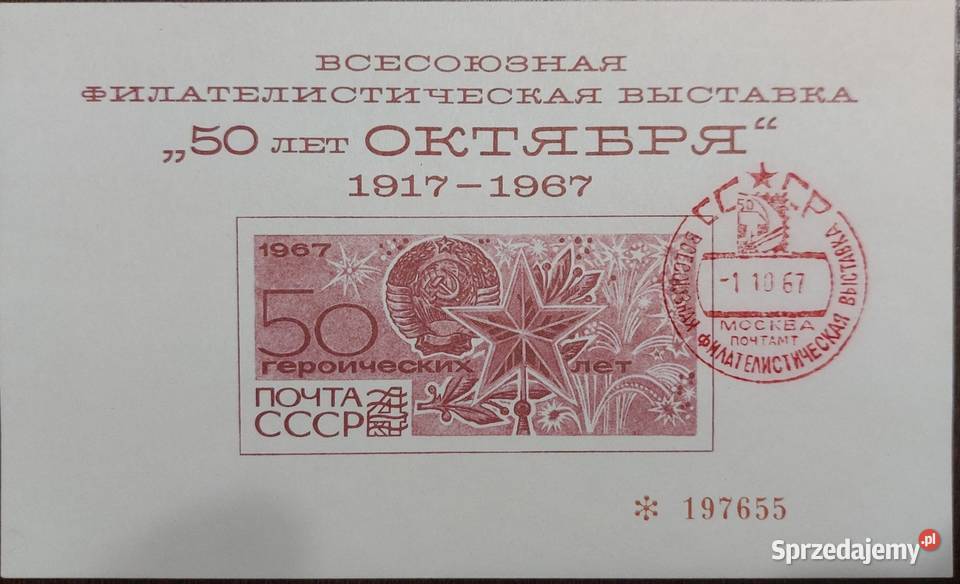 ВСЕСОЮЗНАЯ
ФИЛАТЕЛИСТИЧЕСКАЯ ВЫСТАВКА
„50 ЛЕТ ОКТЯБРЯ“
1917-1967
1967
50
ГЕРОИЧЕСКИХ ЛЕТ
ПОЧТА
СССР
СССР
50
-1 10 67
МОСКВА
ПОЧТАМТ
ВСЕСОЮЗНАЯ ФИЛАТЕЛИСТИЧЕСКАЯ ВЫСТАВКА
* 197655
Sprzedajemy.pl